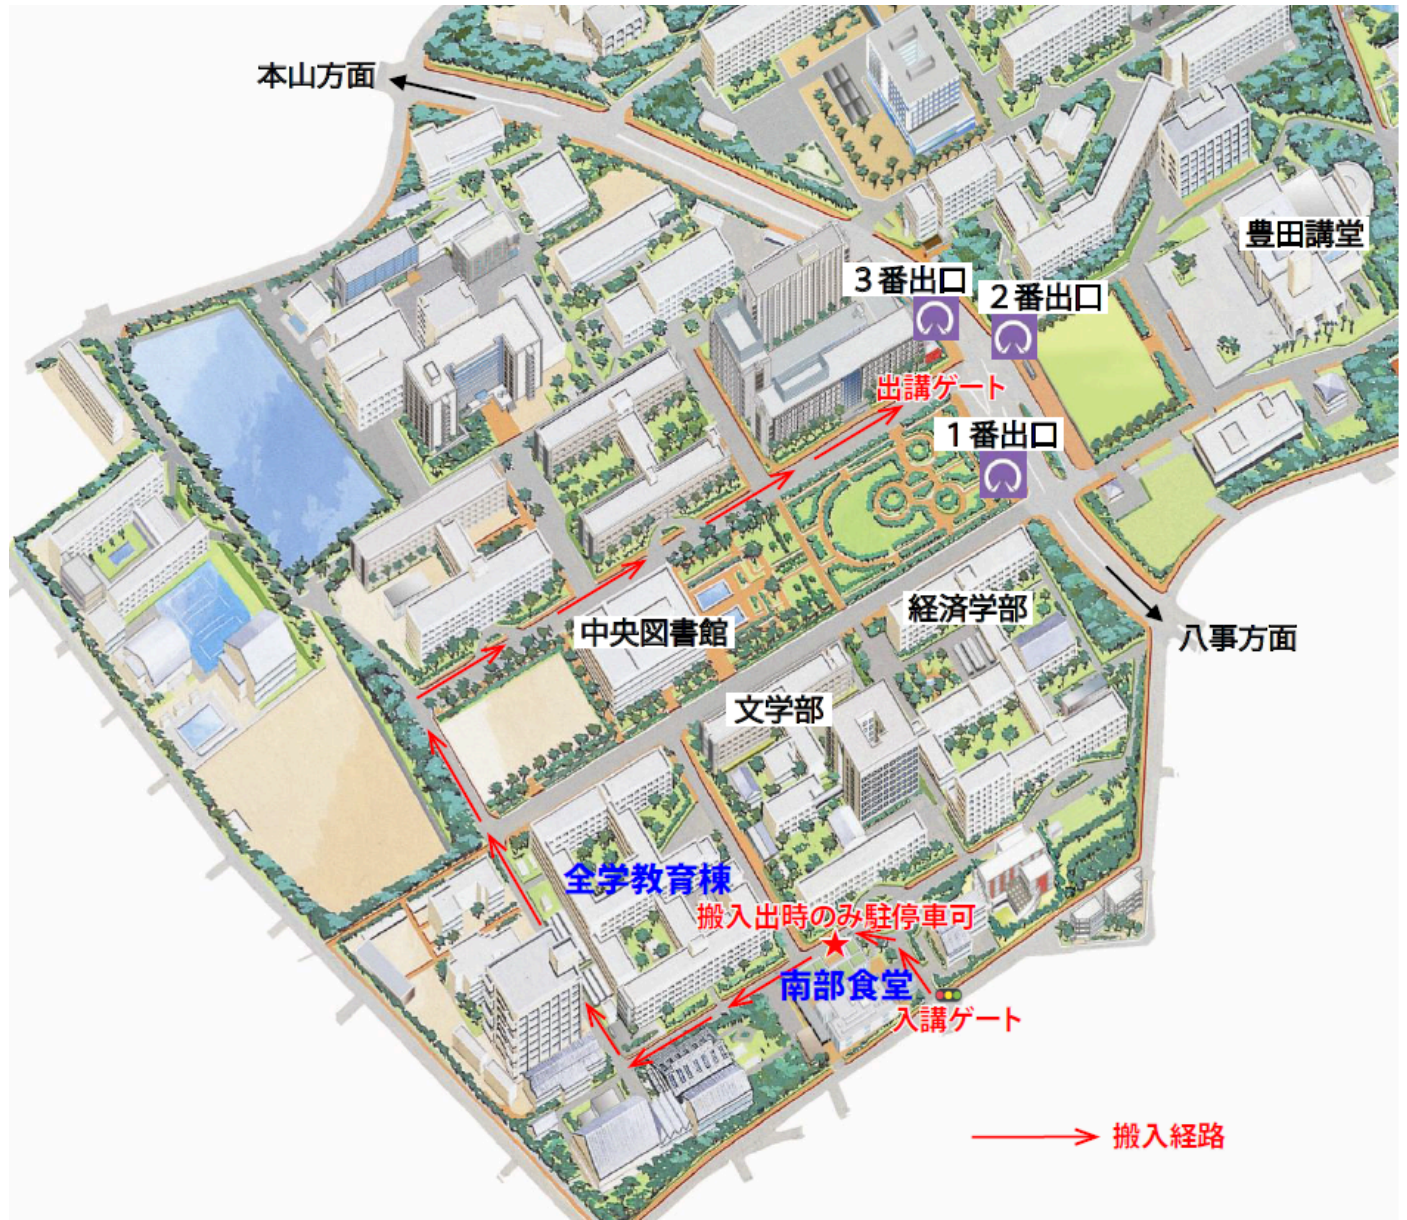 本山方面
豊田講堂
3番出口
2番出口
出講ゲート
1番出口
経済学部
中央図書館
八事方面
文学部
全学教育棟
搬入出時のみ駐停車可
南部食堂
入講ゲート
搬入経路